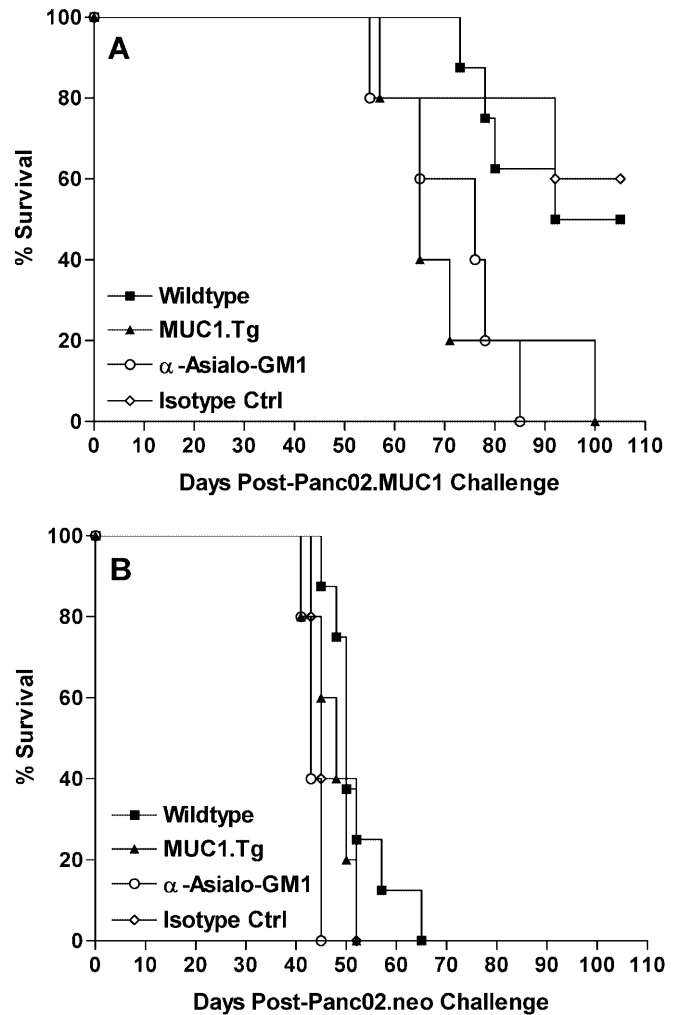 A
100
80
60
40
20
0
% Survival
Wildtype
MUC1.Tg
α-Asialo-GM1
Isotype Ctrl
0 10 20 30 40 50 60 70 80 90 100 110
Days Post-Panc02.MUC1 Challenge
B
100
80
60
40
20
0
% Survival
Wildtype
MUC1.Tg
α-Asialo-GM1
Isotype Ctrl
0 10 20 30 40 50 60 70 80 90 100 110
Days Post-Panc02.neo Challenge